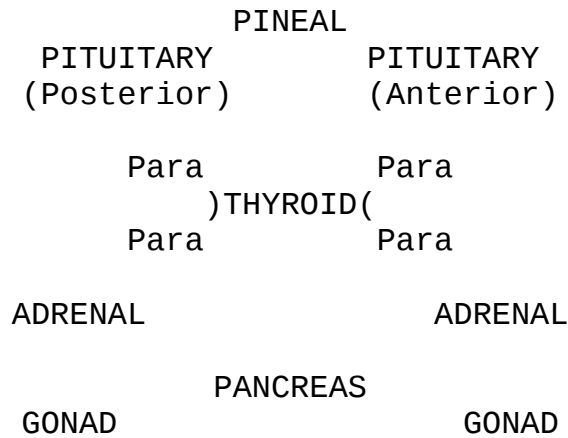 PINEAL
PITUITARY PITUITARY
(Posterior) (Anterior)
Para Para
)THYROID(
Para Para
ADRENAL ADRENAL
PANCREAS
GONAD GONAD